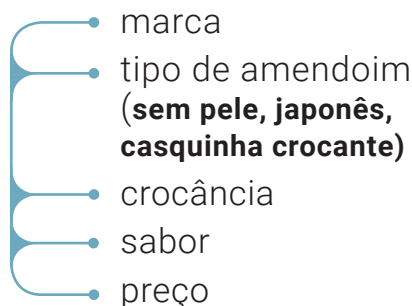 marca
tipo de amendoim
(sem pele, japonês,
casquinha crocante)
crocância
sabor
preço